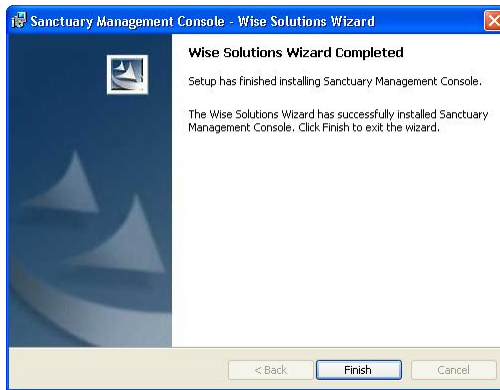 Sanctuary Management Console - Wise Solutions Wizard
Wise Solutions Wizard Completed
Setup has finished installing Sanctuary Management Console.
The Wise Solutions Wizard has successfully installed Sanctuary
Management Console. Click Finish to exit the wizard.
< Back
Finish
Cancel